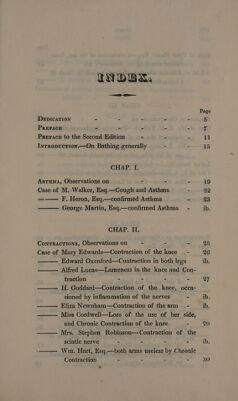 INDEX.
Page
DEDICATION - - - - - - 5
PREFACE - - - - - - 7
PREFACE to the Second Edition - - - 11
INTRODUCTION.—On Bathing generally - - 15
CHAP. I.
ASTHMA, Observations on - - - - 19
Case of M. Walker, Esq.—Cough and Asthma - 22
—— F. Heron, Esq.—confirmed Asthma - 23
—— George Martin, Esq.—confirmed Asthma - ib.
CHAP. II.
CONTRACTIONS, Observations on - - - 25
Case of Mary Edwards—Contraction of the knee - 26
—— Edward Oxenford—Contraction in both legs ib.
—— Alfred Lucas—Lameness in the knee and Con-
traction - - - - - 27
—— H. Goddard—Contraction of the knee, occa-
sioned by inflammation of the nerves - ib.
—— Eliza Newnham—Contraction of the arm - ib.
—— Miss Cordwell—Loss of the use of her side,
and Chronic Contraction of the knee - 29
—— Mrs. Stephen Robinson—Contraction of the
sciatic nerve - - - - ib.
—— Wm. Hart, Esq.—both arms useless by Chronic
Contraction - - - - 30